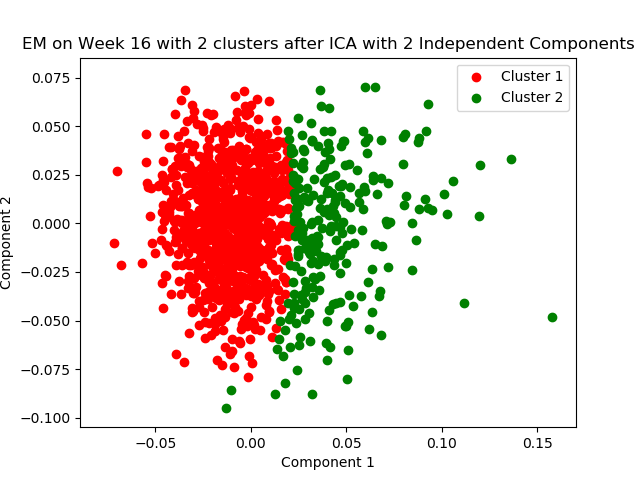 EM on Week 16 with 2 clusters after ICA with 2 Independent Components
Cluster 1
Cluster 2
0.075
0.050
0.025
0.000
−0.025
−0.050
−0.075
−0.100
Component 2
−0.05
0.00
0.05
0.10
0.15
Component 1